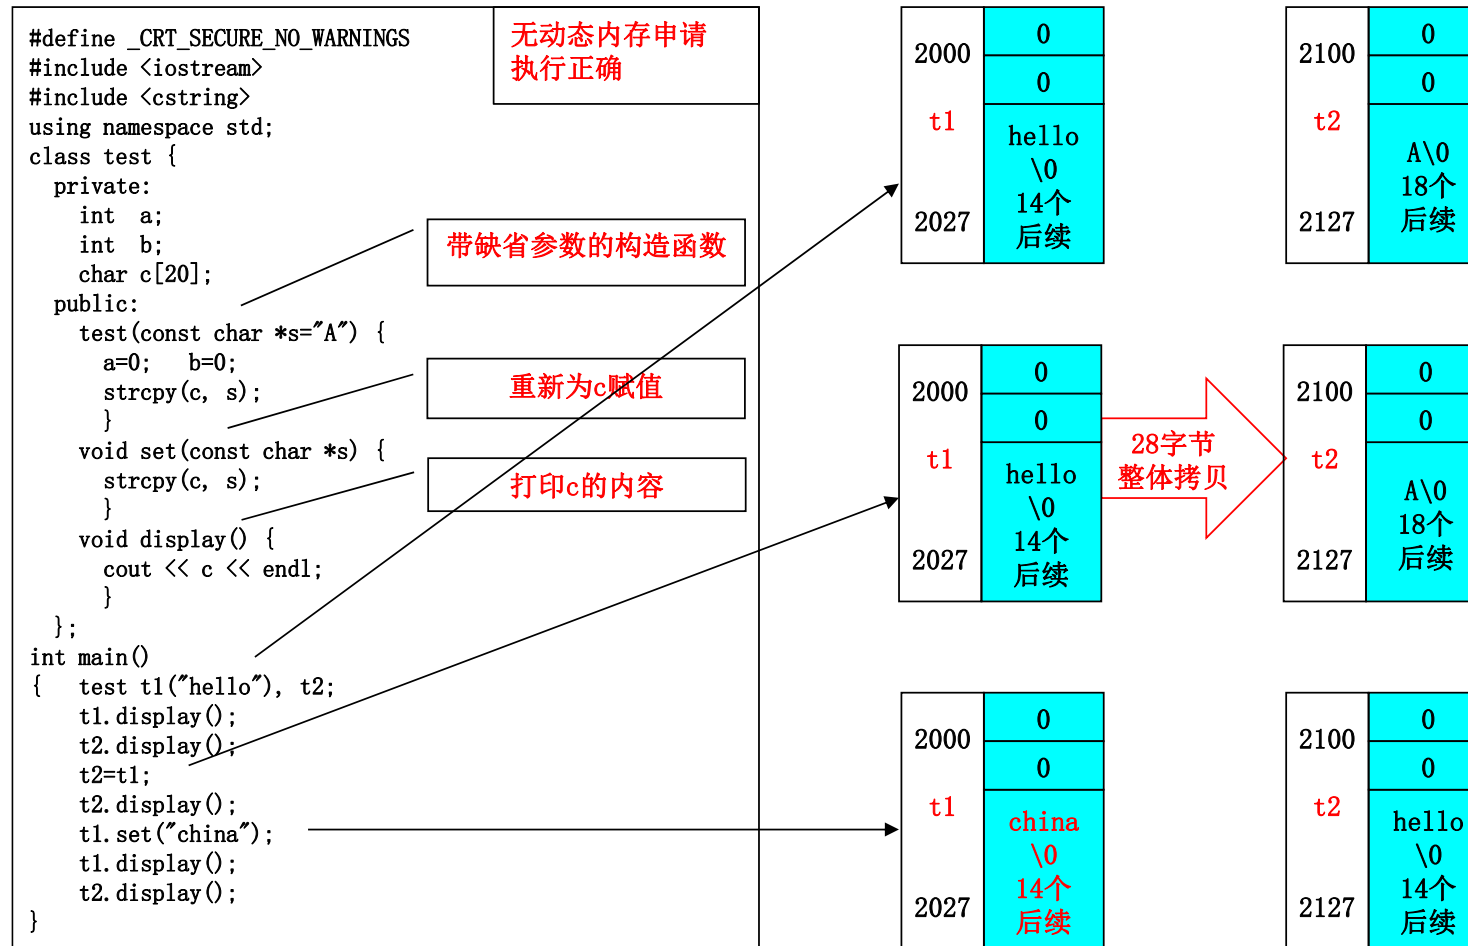 #define _CRT_SECURE_NO_WARNINGS
#include <iostream>
#include <cstring>
using namespace std;
class test {
private:
int  a;
int  b;
char c[20];
public:
test(const char *s="A") {
a=0;   b=0;
strcpy(c, s);
}
void set(const char *s) {
strcpy(c, s);
}
void display() {
cout << c << endl;
}
};
int main()
{   test t1("hello"), t2;
t1.display();
t2.display();
t2=t1;
t2.display();
t1.set("china");
t1.display();
t2.display();
}
无动态内存申请
执行正确
带缺省参数的构造函数
重新为c赋值
打印c的内容
2000
t1
2027
0
0
hello
\0
14个
后续
2100
t2
2127
0
0
A\0
18个
后续
2000
t1
2027
0
0
hello
\0
14个
后续
28字节
整体拷贝
2100
t2
2127
0
0
A\0
18个
后续
2000
t1
2027
0
0
china
\0
14个
后续
2100
t2
2127
0
0
hello
\0
14个
后续